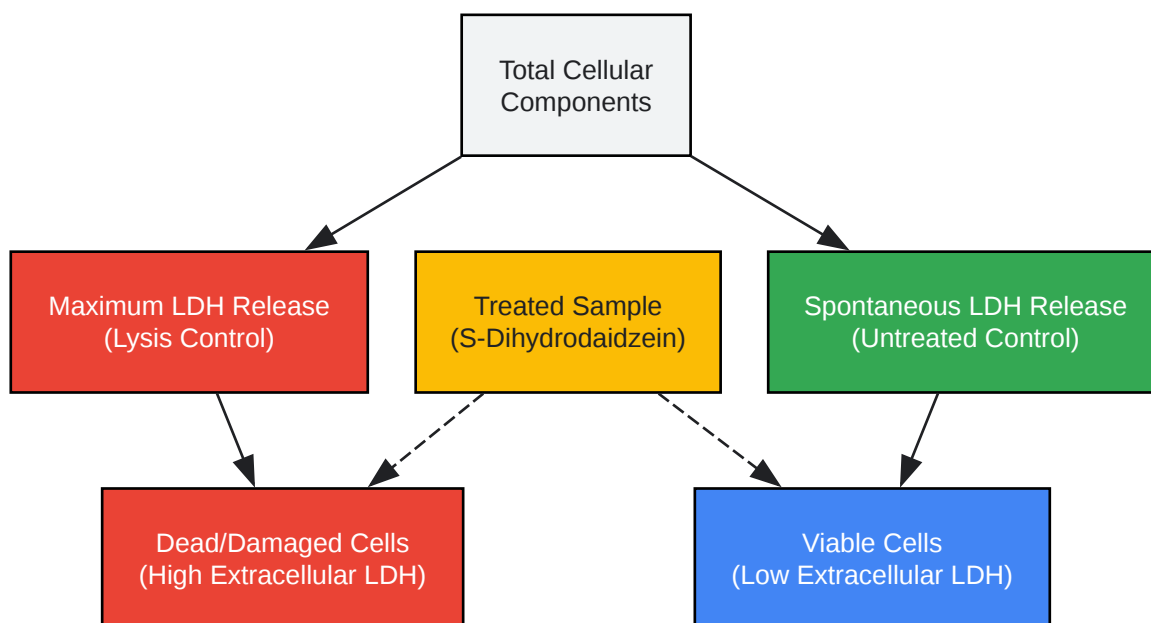 Total Cellular
Components
Maximum LDH Release
(Lysis Control)
Treated Sample
(S-Dihydrodaidzein)
Spontaneous LDH Release
(Untreated Control)
Dead/Damaged Cells
(High Extracellular LDH)
Viable Cells
(Low Extracellular LDH)